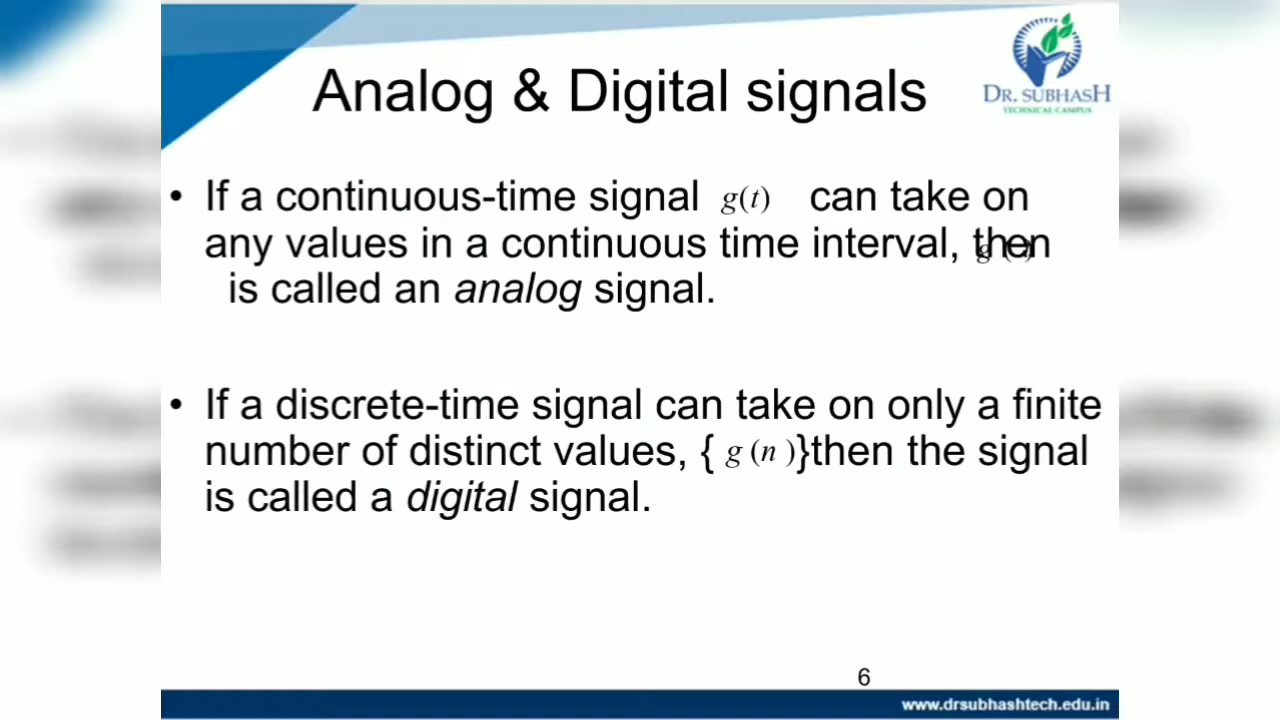 Analog & Digital signals
DR. SUBHASH
TECHNICAL CAMPUS
• If a continuous-time signal g(t) can take on
any values in a continuous time interval, then
is called an analog signal.
• If a discrete-time signal can take on only a finite
number of distinct values, { g (n )}then the signal
is called a digital signal.
6
www.drsubhashtech.edu.in